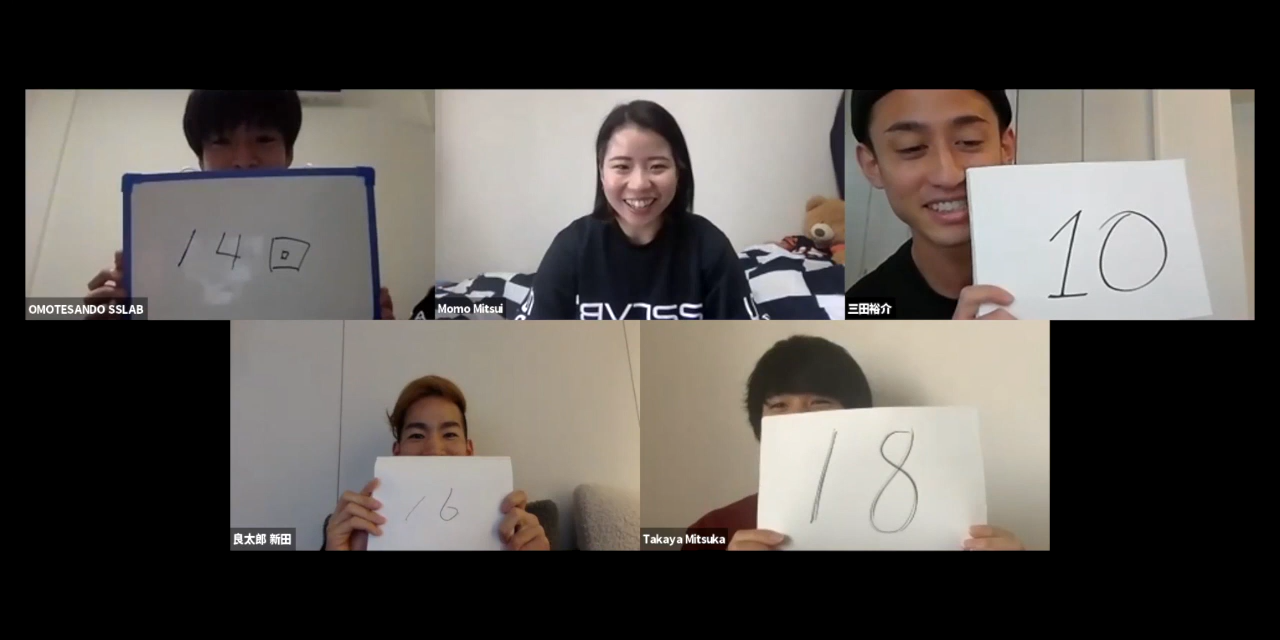 14回
OMOTESANDO SSLAB
SSLAB
Momo Mitsui
10
三田裕介
16
良太郎 新田
18
Takaya Mitsuka